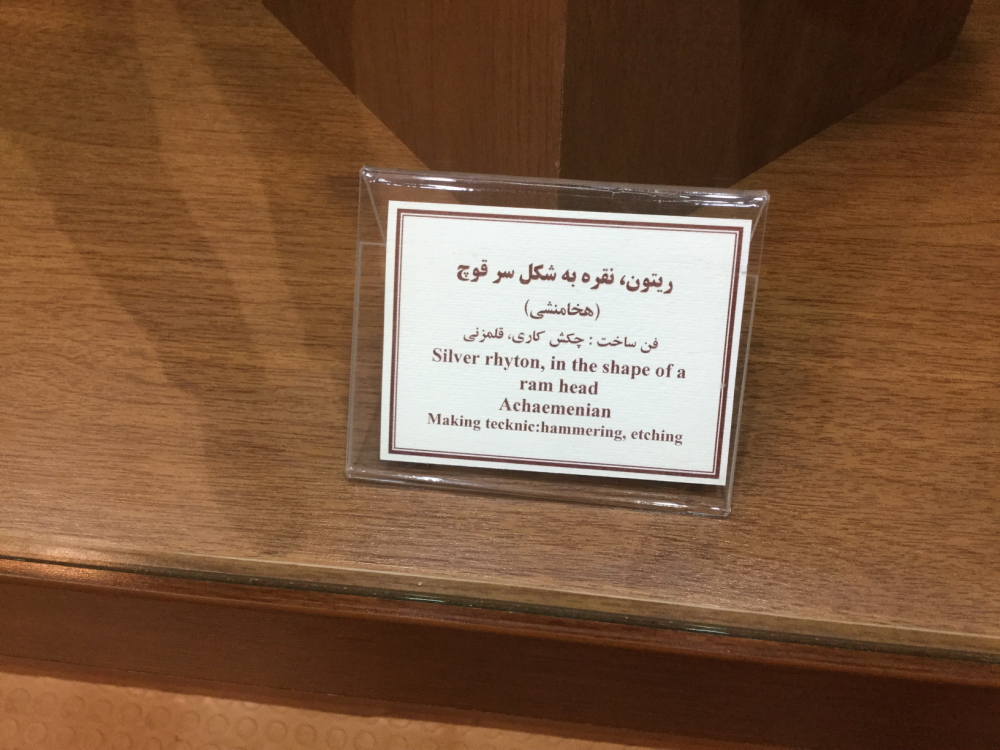 ریتون، نقره به شکل سر قوچ
(هخامنشی)
فن ساخت : چکش کاری، قلمزنی
Silver rhyton, in the shape of a
ram head
Achaemenian
Making tecknic:hammering, etching